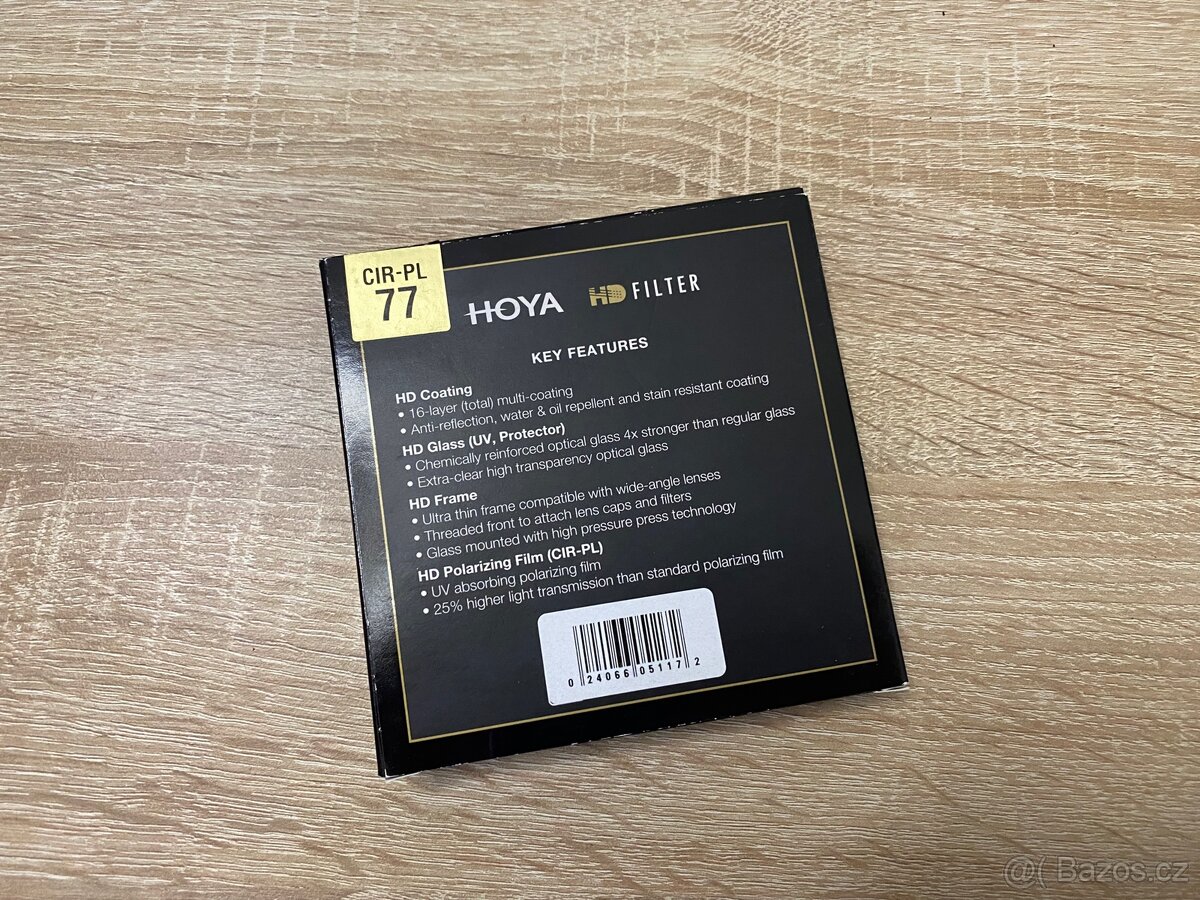 CIR-PL
77
HOYA HD FILTER
KEY FEATURES
HD Coating
• 16-layer (total) multi-coating
• Anti-reflection, water & oil repellent and stain resistant coating
HD Glass (UV, Protector)
• Chemically reinforced optical glass 4x stronger than regular glass
• Extra-clear high transparency optical glass
HD Frame
• Ultra thin frame compatible with wide-angle lenses
• Threaded front to attach lens caps and filters
• Glass mounted with high pressure press technology
HD Polarizing Film (CIR-PL)
• UV absorbing polarizing film
• 25% higher light transmission than standard polarizing film
0 24066 05117 2
@( Bazos.cz